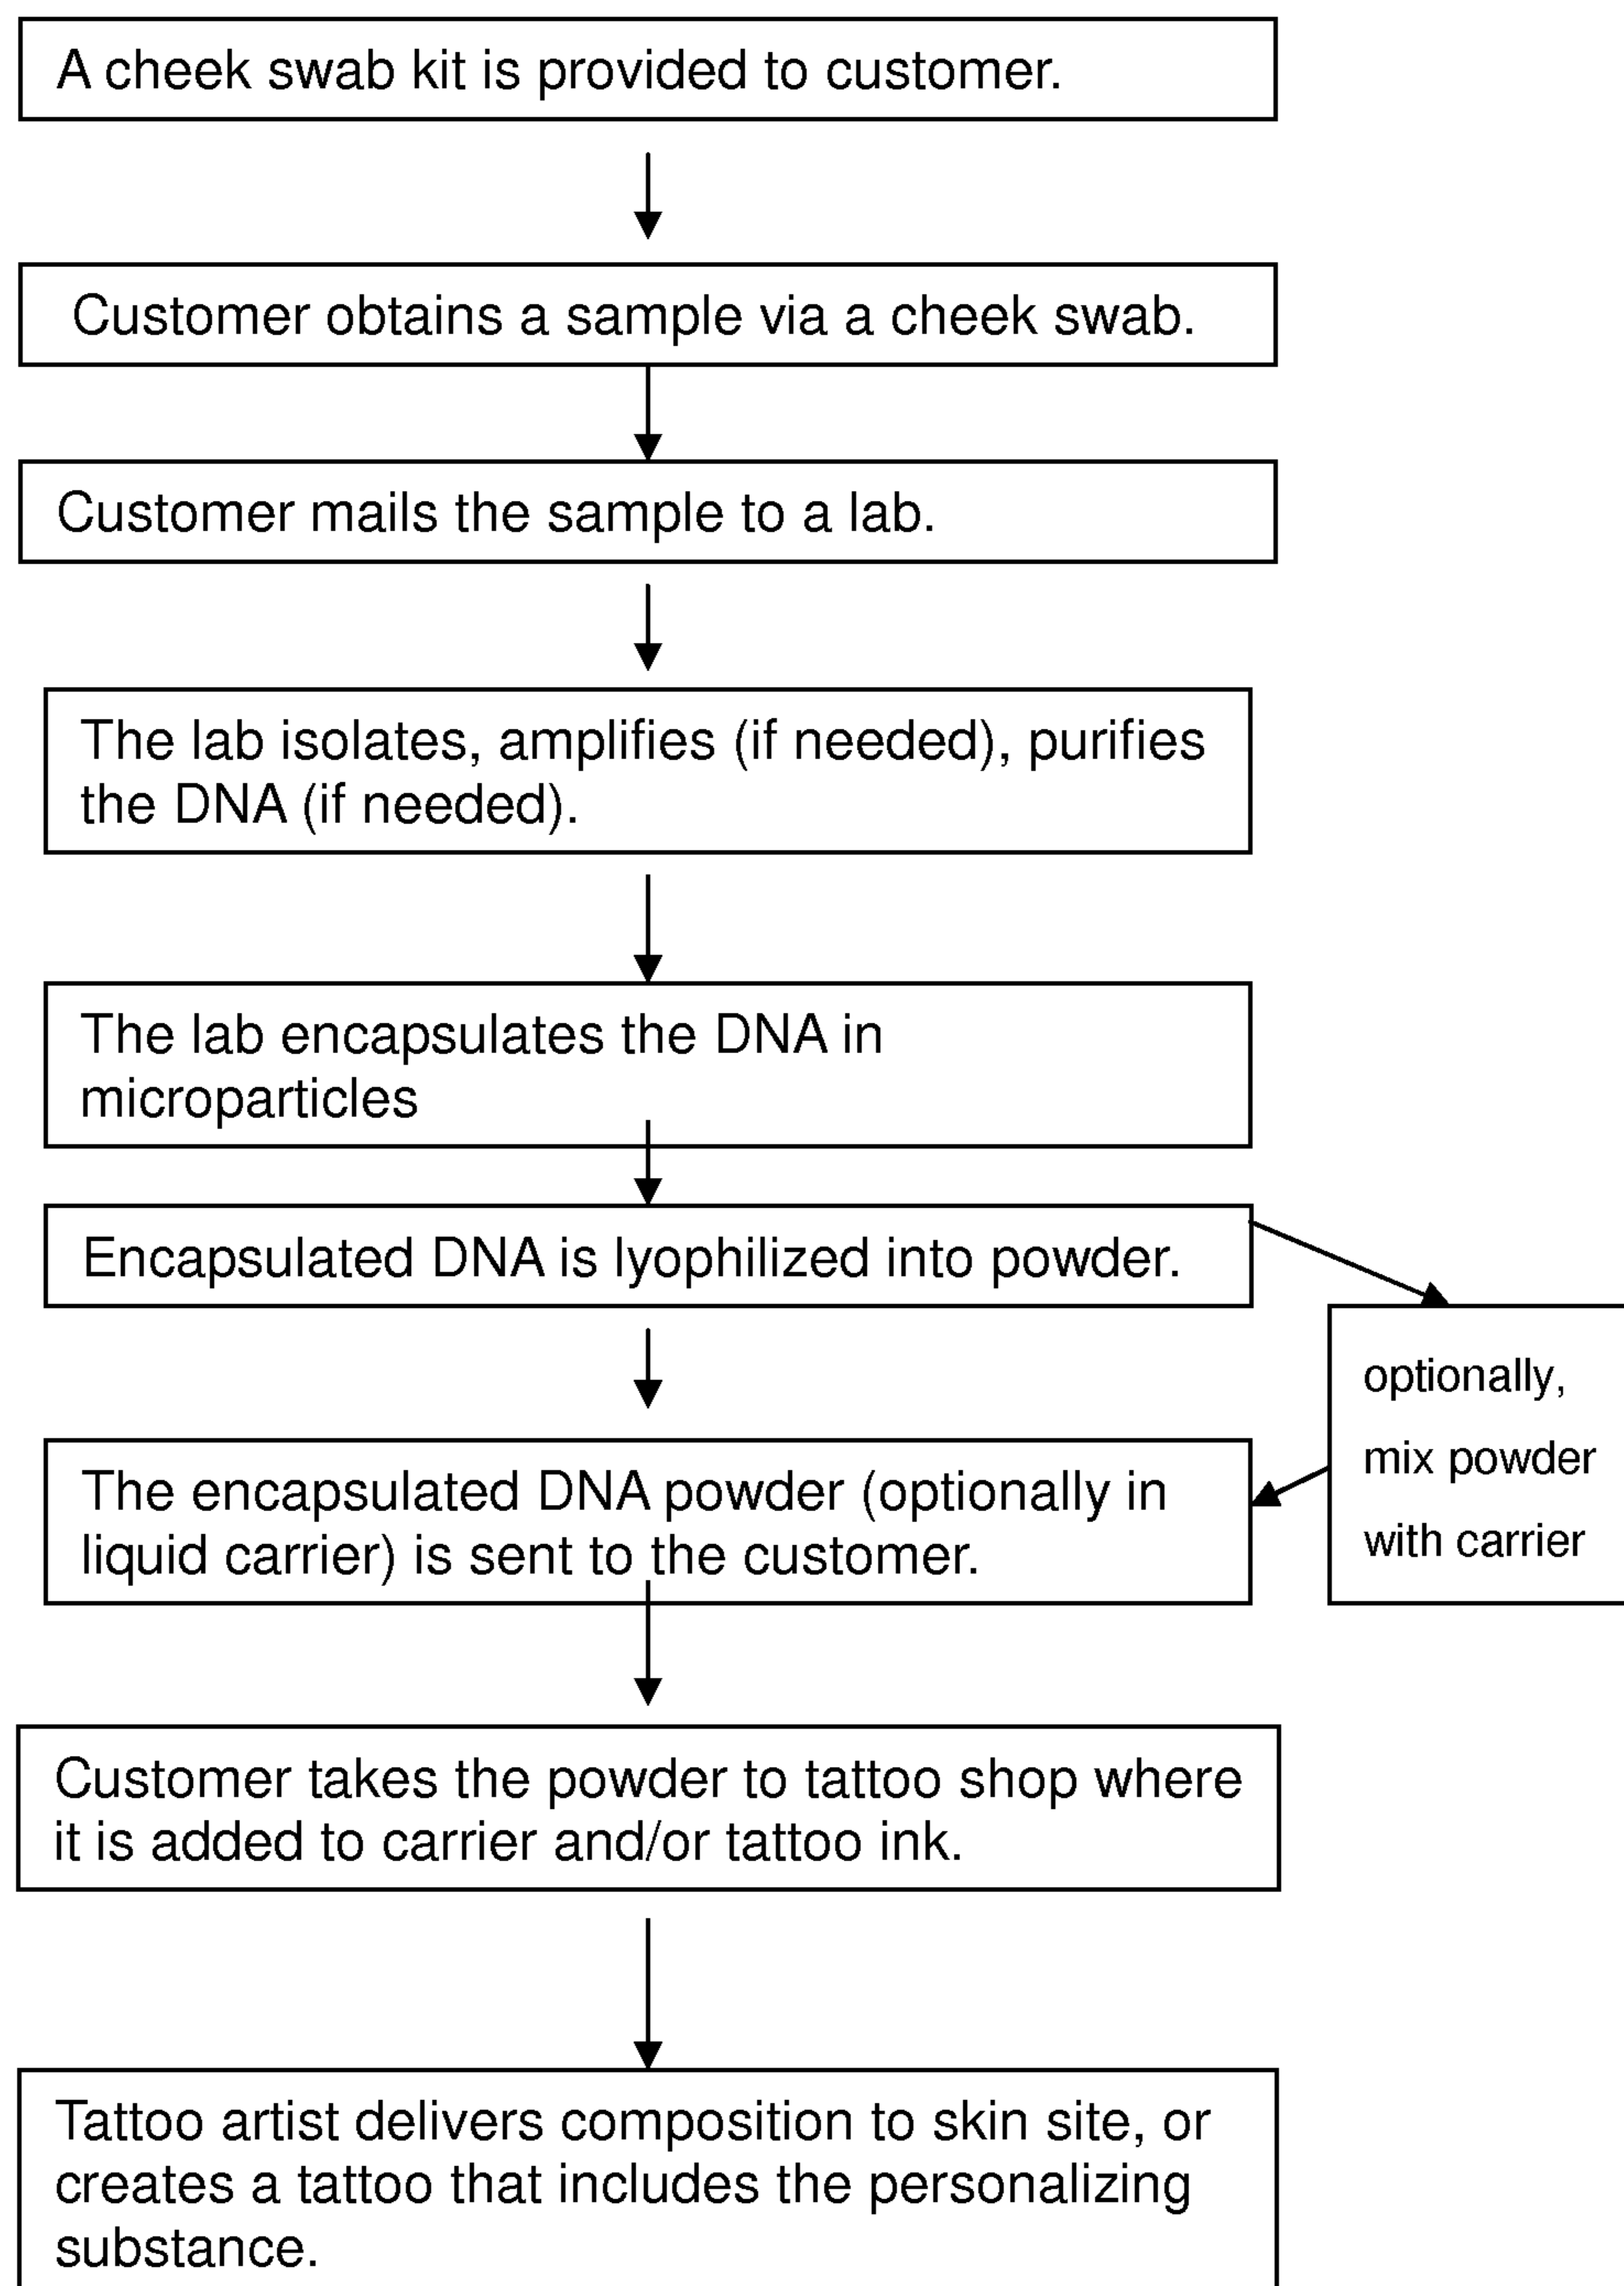 A cheek swab kit is provided to customer.
Customer obtains a sample via a cheek swab.
Customer mails the sample to a lab.
The lab isolates, amplifies (if needed), purifies
the DNA (if needed).
The lab encapsulates the DNA in
microparticles
Encapsulated DNA is lyophilized into powder.
optionally,
mix powder
with carrier
The encapsulated DNA powder (optionally in
liquid carrier) is sent to the customer.
Customer takes the powder to tattoo shop where
it is added to carrier and/or tattoo ink.
Tattoo artist delivers composition to skin site, or
creates a tattoo that includes the personalizing
substance.